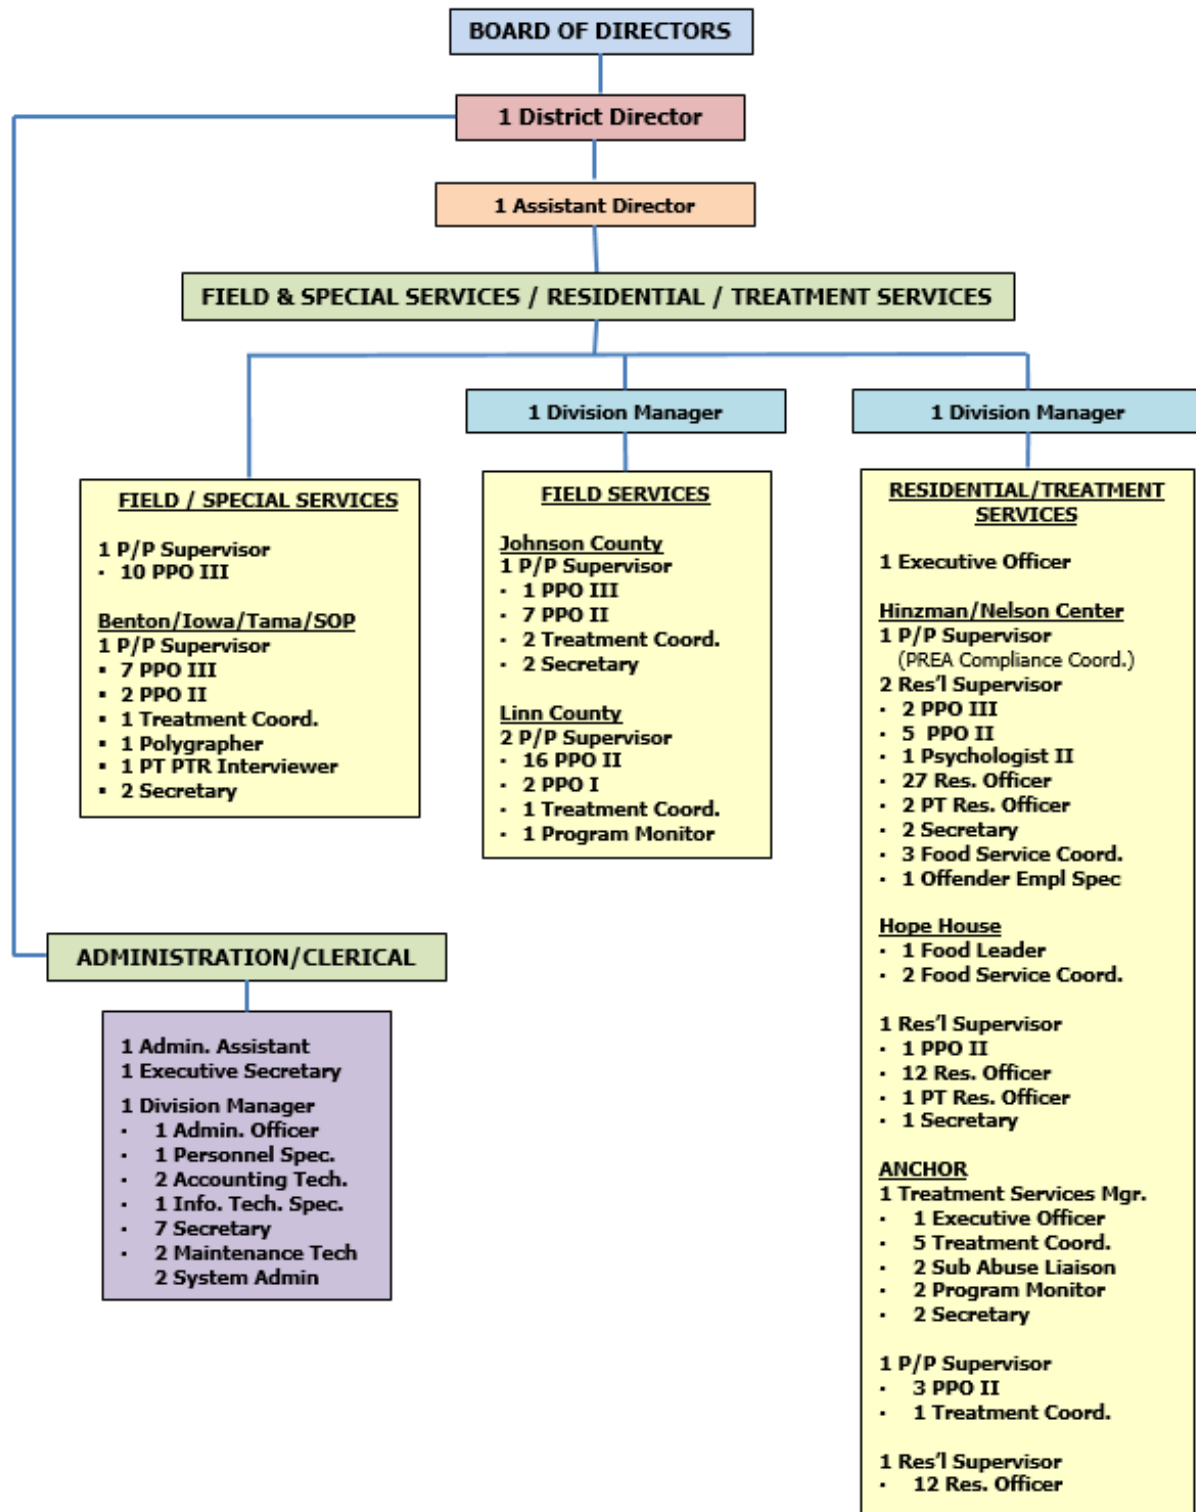 BOARD OF DIRECTORS
1 District Director
1 Assistant Director
FIELD & SPECIAL SERVICES / RESIDENTIAL / TREATMENT SERVICES
1 Division Manager
1 Division Manager
FIELD / SPECIAL SERVICES
1 P/P Supervisor
· 10 PPO III
Benton/Iowa/Tama/SOP
1 P/P Supervisor
▪ 7 PPO III
▪ 2 PPO II
▪ 1 Treatment Coord.
▪ 1 Polygrapher
▪ 1 PT PTR Interviewer
▪ 2 Secretary
FIELD SERVICES
Johnson County
1 P/P Supervisor
· 1 PPO III
· 7 PPO II
· 2 Treatment Coord.
· 2 Secretary
Linn County
2 P/P Supervisor
· 16 PPO II
· 2 PPO I
· 1 Treatment Coord.
· 1 Program Monitor
RESIDENTIAL/TREATMENT
SERVICES
1 Executive Officer
Hinzman/Nelson Center
1 P/P Supervisor
(PREA Compliance Coord.)
2 Res'l Supervisor
· 2 PPO III
· 5 PPO II
· 1 Psychologist II
· 27 Res. Officer
· 2 PT Res. Officer
· 2 Secretary
· 3 Food Service Coord.
· 1 Offender Empl Spec
Hope House
· 1 Food Leader
· 2 Food Service Coord.
1 Res'l Supervisor
· 1 PPO II
· 12 Res. Officer
· 1 PT Res. Officer
· 1 Secretary
ANCHOR
1 Treatment Services Mgr.
· 1 Executive Officer
· 5 Treatment Coord.
· 2 Sub Abuse Liaison
· 2 Program Monitor
· 2 Secretary
1 P/P Supervisor
· 3 PPO II
· 1 Treatment Coord.
1 Res'l Supervisor
· 12 Res. Officer
ADMINISTRATION/CLERICAL
1 Admin. Assistant
1 Executive Secretary
1 Division Manager
· 1 Admin. Officer
· 1 Personnel Spec.
· 2 Accounting Tech.
· 1 Info. Tech. Spec.
· 7 Secretary
· 2 Maintenance Tech
2 System Admin